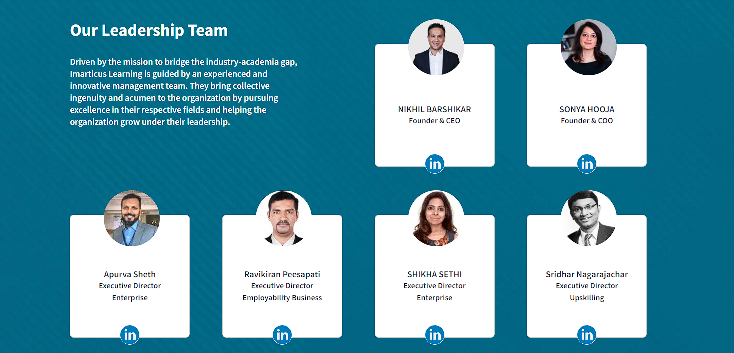 Our Leadership Team
Driven by the mission to bridge the industry-academia gap,
Imarticus Learning is guided by an experienced and
innovative management team. They bring collective
ingenuity and acumen to the organization by pursuing
excellence in their respective fields and helping the
organization grow under their leadership.
NIKHIL BARSHIKAR
Founder & CEO
in
SONYA HOOJA
Founder & COO
in
Apurva Sheth
Executive Director
Enterprise
in
Ravikiran Peesapati
Executive Director
Employability Business
in
SHIKHA SETHI
Executive Director
Enterprise
in
Sridhar Nagarajachar
Executive Director
Upskilling
in